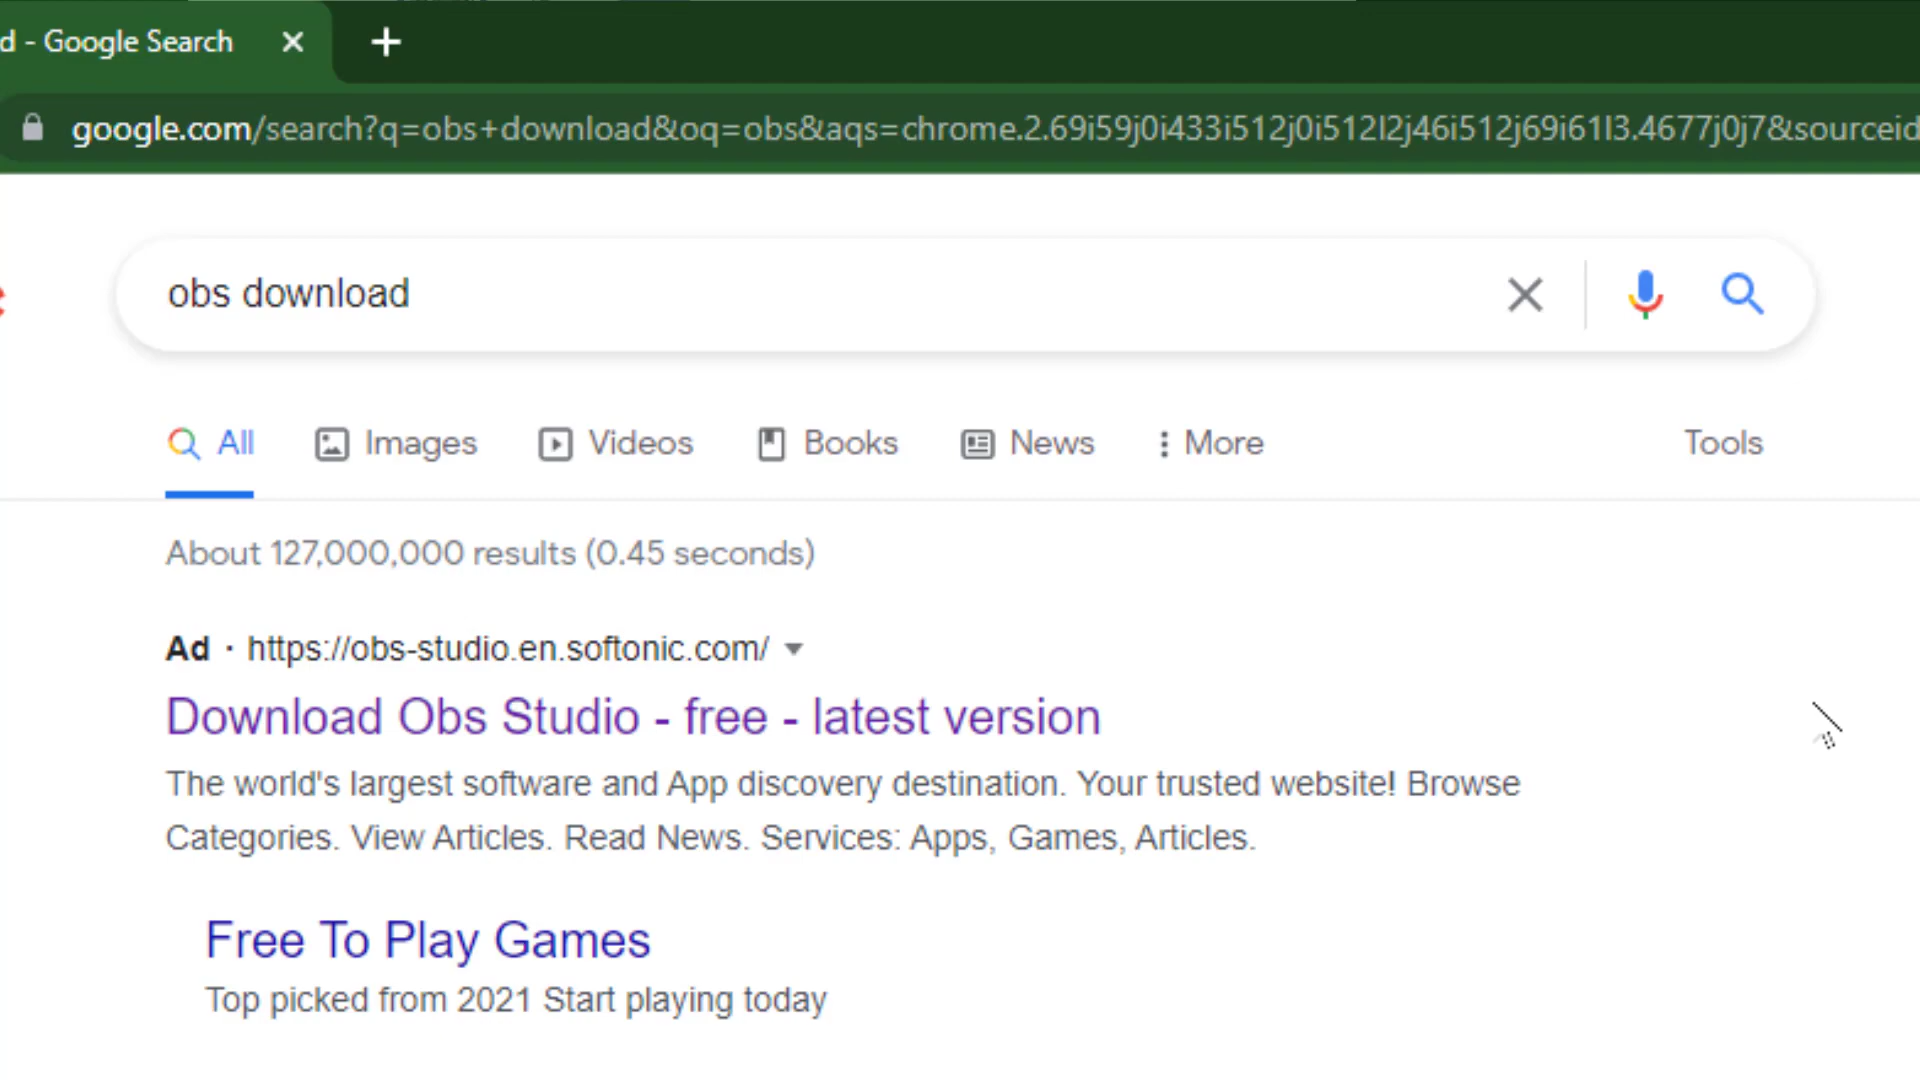 d - Google Search
google.com/search?q=obs+download&oq=obs&aqs=chrome.2.69i59j0i433i512j0i512l2j46i512j69i61l3.4677j0j7&sourceid
obs download
All Images Videos Books News More Tools
About 127,000,000 results (0.45 seconds)
Ad · https://obs-studio.en.softonic.com/
Download Obs Studio - free - latest version
The world's largest software and App discovery destination. Your trusted website! Browse
Categories. View Articles. Read News. Services: Apps, Games, Articles.
Free To Play Games
Top picked from 2021 Start playing today